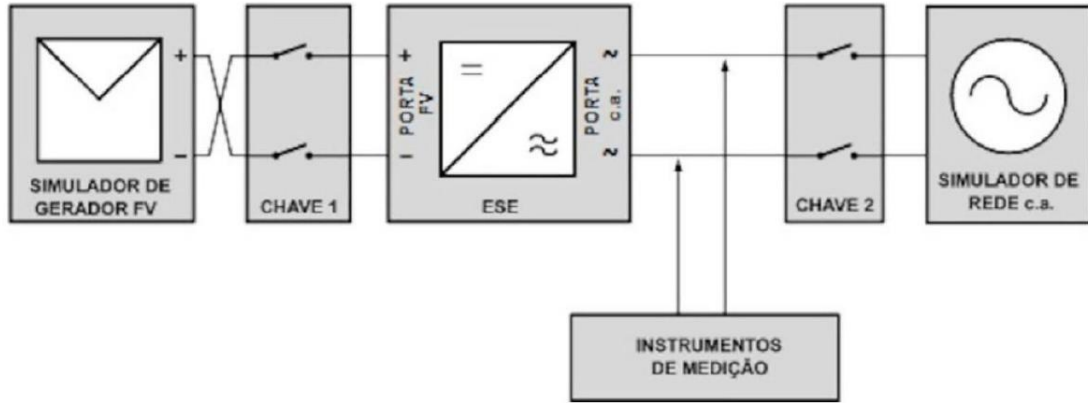 +
−
SIMULADOR DE
GERADOR FV
CHAVE 1
+
−
PORTA
FV
ESE
PORTA
c.a.
~
~
CHAVE 2
SIMULADOR DE
REDE c.a.
INSTRUMENTOS
DE MEDIÇÃO